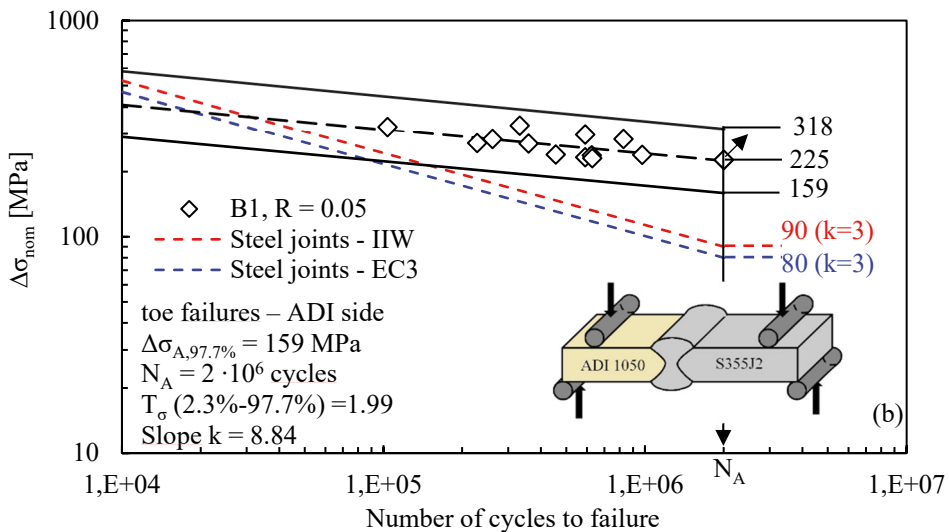 1000
318
225
159
B1, R = 0.05
Steel joints - IIW
90 (k=3)
100
Steel joints - EC3
80 (k=3)
Δσnom [MPa]
toe failures – ADI side
ΔσA,97.7% = 159 MPa
NA = 2 ·10⁶ cycles
Tσ (2.3%-97.7%) =1.99
Slope k = 8.84
ADI 1050
S355J2
(b)
10
NA
1,E+04
1,E+05
1,E+06
1,E+07
Number of cycles to failure